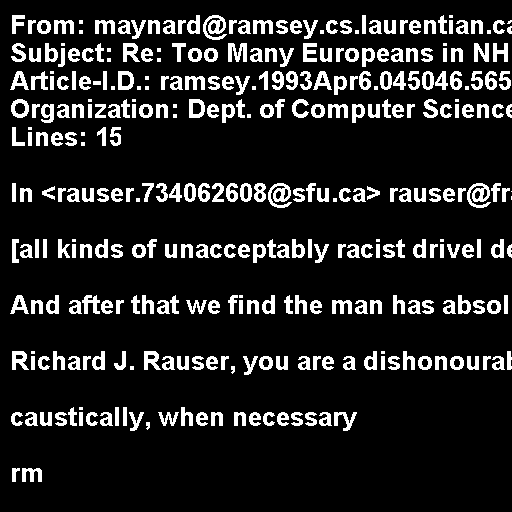 From: maynard@ramsey.cs.laurentian.ca
Subject: Re: Too Many Europeans in NH
Article-I.D.: ramsey.1993Apr6.045046.565
Organization: Dept. of Computer Science
Lines: 15
In <rauser.734062608@sfu.ca> rauser@fra
[all kinds of unacceptably racist drivel de
And after that we find the man has absol
Richard J. Rauser, you are a dishonourab
caustically, when necessary
rm